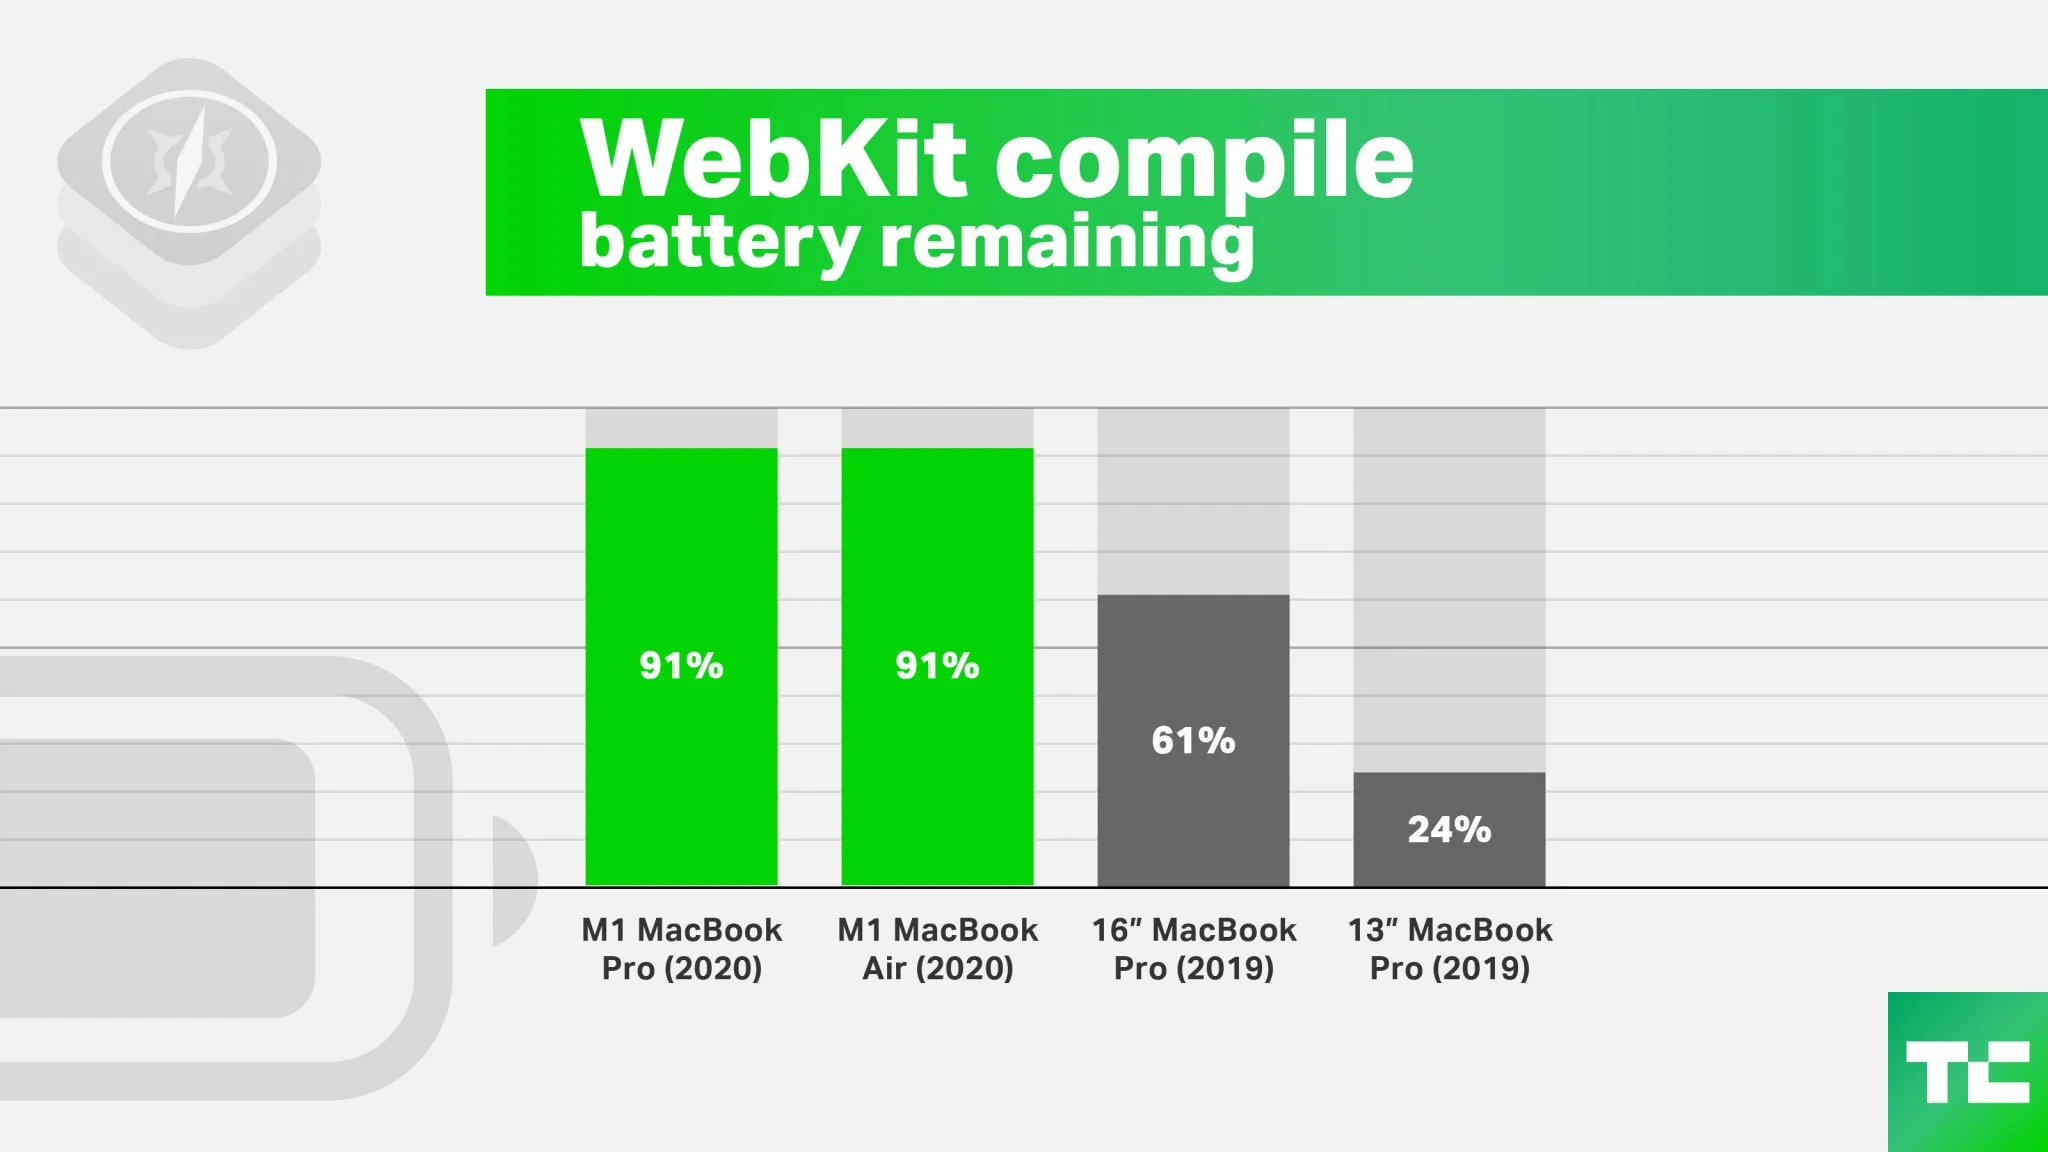 WebKit compile
battery remaining
91%
91%
61%
24%
M1 MacBook
Pro (2020)
M1 MacBook
Air (2020)
16″ MacBook
Pro (2019)
13″ MacBook
Pro (2019)
TC